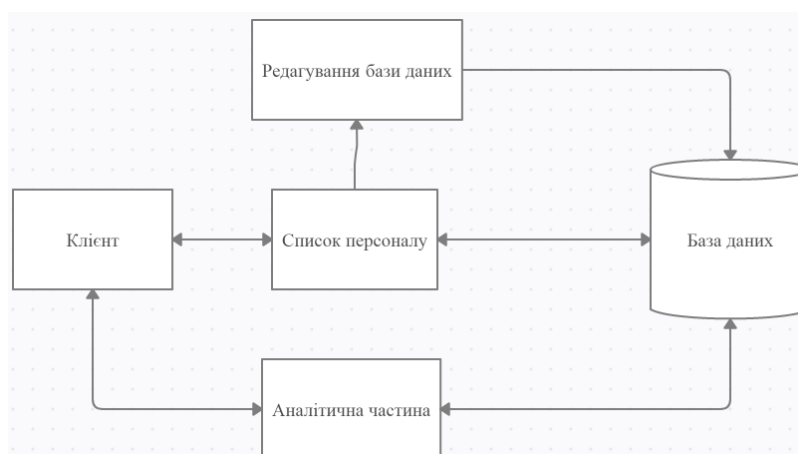 Редагування бази даних
Клієнт
Список персоналу
База даних
Аналітична частина